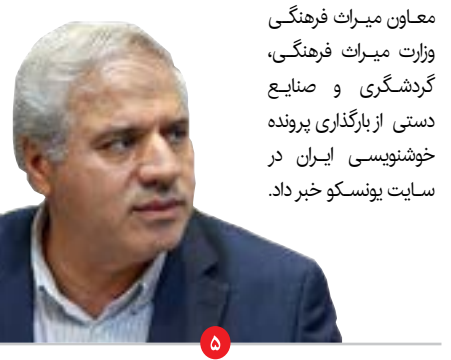 معاون میراث فرهنگی
وزارت میراث فرهنگی،
گردشگری و صنایع
دستی از بارگذاری پرونده
خوشنویسی ایران در
سایت یونسکو خبر داد.
۵